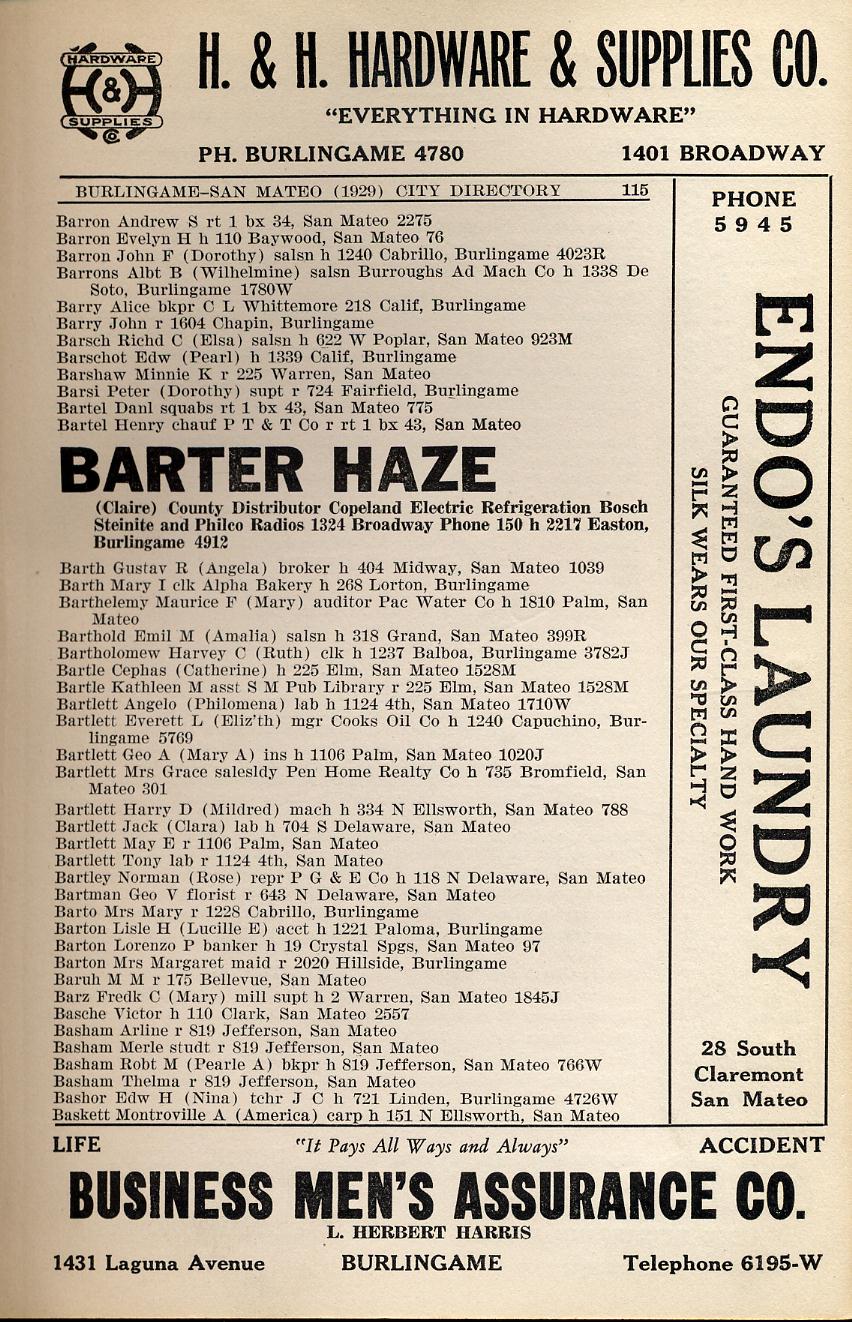 HARDWARE
H&H
SUPPLIES
Co
H. & H. HARDWARE & SUPPLIES CO.
“EVERYTHING IN HARDWARE”
PH. BURLINGAME 4780 1401 BROADWAY
BURLINGAME-SAN MATEO (1929) CITY DIRECTORY 115
Barron Andrew S rt 1 bx 34, San Mateo 2275
Barron Evelyn H h 110 Baywood, San Mateo 76
Barron John F (Dorothy) salsn h 1240 Cabrillo, Burlingame 4023R
Barrons Albt B (Wilhelmine) salsn Burroughs Ad Mach Co h 1338 De
Soto, Burlingame 1780W
Barry Alice bkpr C L Whittemore 218 Calif, Burlingame
Barry John r 1604 Chapin, Burlingame
Barsch Richd C (Elsa) salsn h 622 W Poplar, San Mateo 923M
Barschot Edw (Pearl) h 1339 Calif, Burlingame
Barshaw Minnie K r 225 Warren, San Mateo
Barsi Peter (Dorothy) supt r 724 Fairfield, Burlingame
Bartel Danl squabs rt 1 bx 43, San Mateo 775
Bartel Henry chauf P T & T Co r rt 1 bx 43, San Mateo
BARTER HAZE
(Claire) County Distributor Copeland Electric Refrigeration Bosch
Steinite and Philco Radios 1324 Broadway Phone 150 h 2217 Easton,
Burlingame 4912
Barth Gustav R (Angela) broker h 404 Midway, San Mateo 1039
Barth Mary I clk Alpha Bakery h 268 Lorton, Burlingame
Barthelemy Maurice F (Mary) auditor Pac Water Co h 1810 Palm, San
Mateo
Barthold Emil M (Amalia) salsn h 318 Grand, San Mateo 399R
Bartholomew Harvey C (Ruth) clk h 1237 Balboa, Burlingame 3782J
Bartle Cephas (Catherine) h 225 Elm, San Mateo 1528M
Bartle Kathleen M asst S M Pub Library r 225 Elm, San Mateo 1528M
Bartlett Angelo (Philomena) lab h 1124 4th, San Mateo 1710W
Bartlett Everett L (Eliz'th) mgr Cooks Oil Co h 1240 Capuchino, Bur-
lingame 5769
Bartlett Geo A (Mary A) ins h 1106 Palm, San Mateo 1020J
Bartlett Mrs Grace salesldy Pen Home Realty Co h 735 Bromfield, San
Mateo 301
Bartlett Harry D (Mildred) mach h 334 N Ellsworth, San Mateo 788
Bartlett Jack (Clara) lab h 704 S Delaware, San Mateo
Bartlett May E r 1106 Palm, San Mateo
Bartlett Tony lab r 1124 4th, San Mateo
Bartley Norman (Rose) repr P G & E Co h 118 N Delaware, San Mateo
Bartman Geo V florist r 643 N Delaware, San Mateo
Barto Mrs Mary r 1228 Cabrillo, Burlingame
Barton Lisle H (Lucille E) acct h 1221 Paloma, Burlingame
Barton Lorenzo P banker h 19 Crystal Spgs, San Mateo 97
Barton Mrs Margaret maid r 2020 Hillside, Burlingame
Baruh M M r 175 Bellevue, San Mateo
Barz Fredk C (Mary) mill supt h 2 Warren, San Mateo 1845J
Basche Victor h 110 Clark, San Mateo 2557
Basham Arline r 819 Jefferson, San Mateo
Basham Merle studt r 819 Jefferson, San Mateo
Basham Robt M (Pearle A) bkpr h 819 Jefferson, San Mateo 766W
Basham Thelma r 819 Jefferson, San Mateo
Bashor Edw H (Nina) tchr J C h 721 Linden, Burlingame 4726W
Baskett Montroville A (America) carp h 151 N Ellsworth, San Mateo
PHONE
5945
ENDO'S LAUNDRY
GUARANTEED FIRST-CLASS HAND WORK
SILK WEARS OUR SPECIALTY
28 South
Claremont
San Mateo
LIFE "It Pays All Ways and Always" ACCIDENT
BUSINESS MEN'S ASSURANCE CO.
L. HERBERT HARRIS
1431 Laguna Avenue BURLINGAME Telephone 6195-W